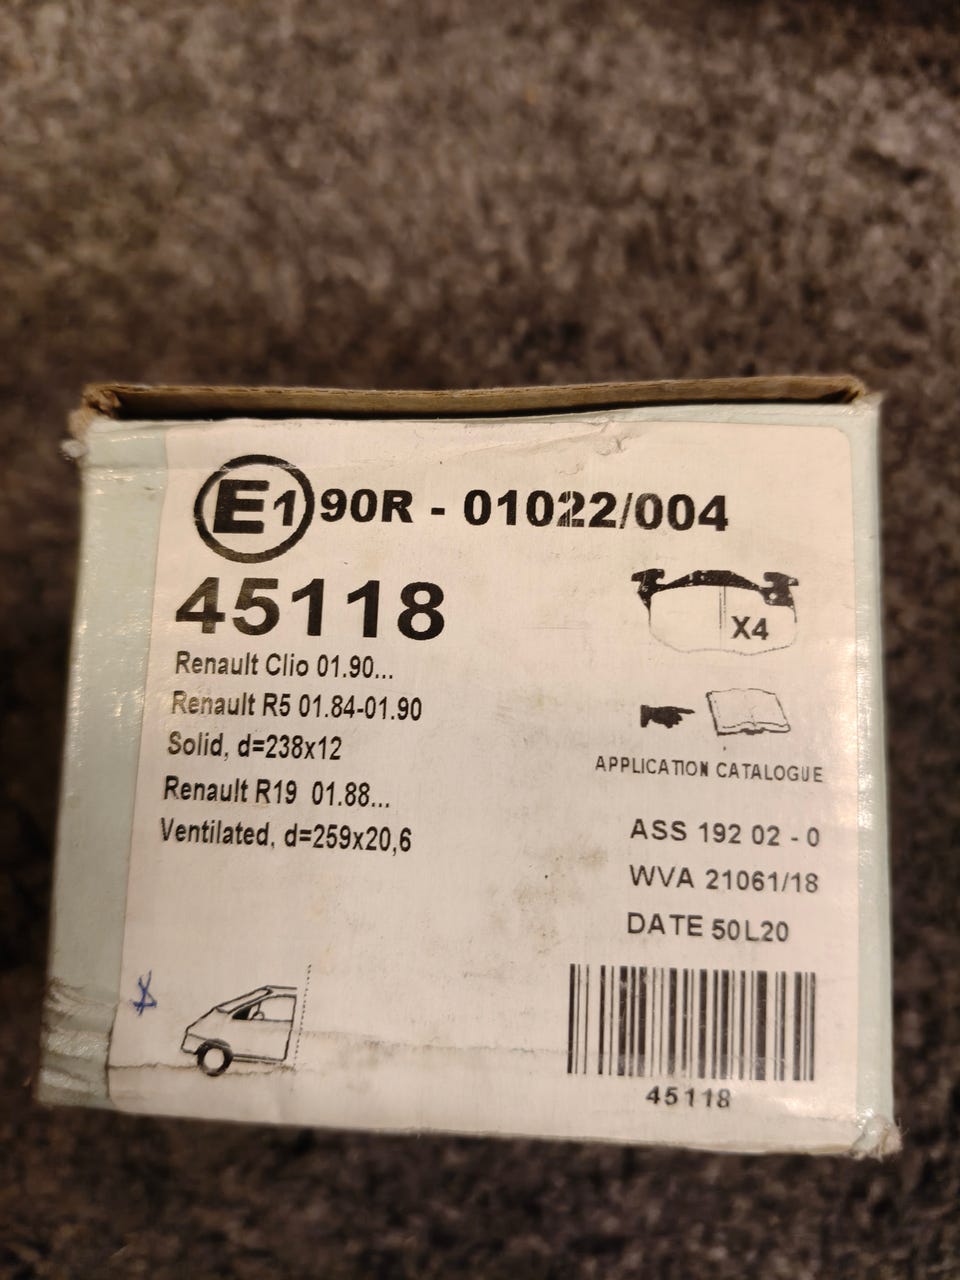 E1 90R - 01022/004
45118
X4
Renault Clio 01.90...
Renault R5 01.84-01.90
Solid, d=238x12
Renault R19 01.88...
Ventilated, d=259x20,6
APPLICATION CATALOGUE
ASS 192 02 - 0
WVA 21061/18
DATE 50L20
45118